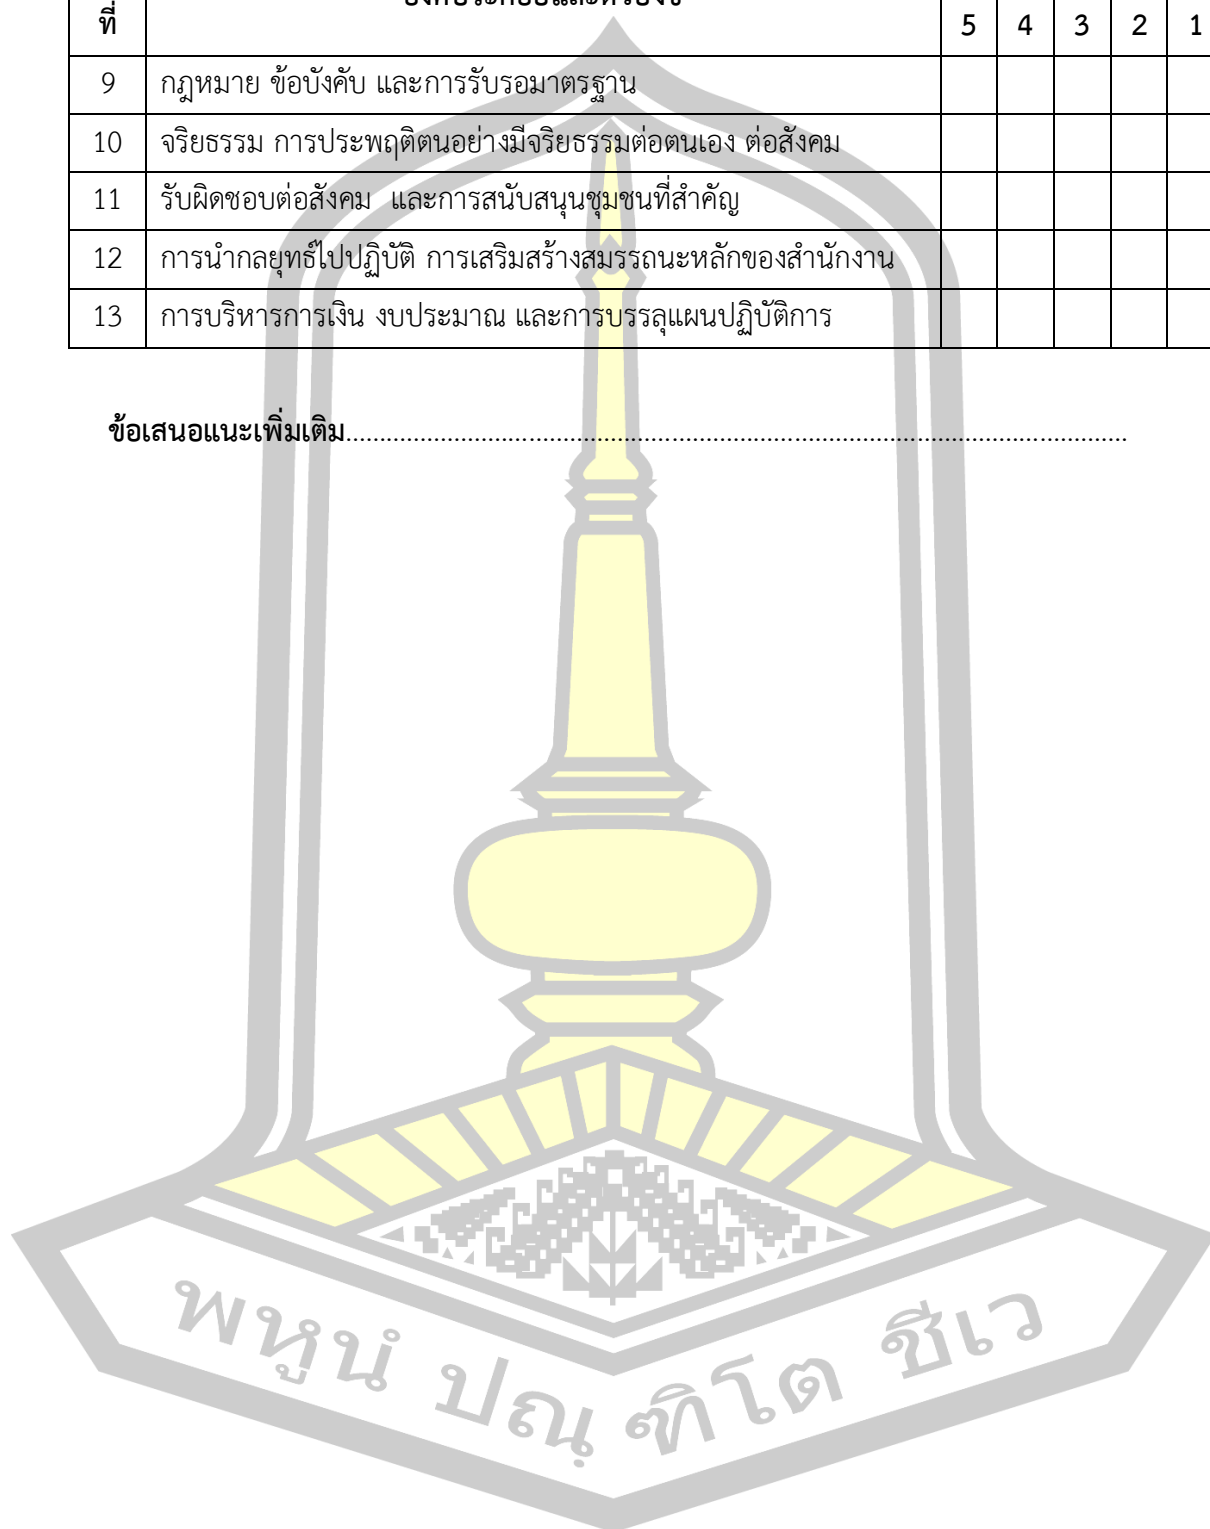 ที่ 5 4 3 2 1
9 กฎหมาย ข้อบังคับ และการรับรอมาตรฐาน
10 จริยธรรม การประพฤติตนอย่างมีจริยธรรมต่อตนเอง ต่อสังคม
11 รับผิดชอบต่อสังคม และการสนับสนุนชุมชนที่สำคัญ
12 การนำกลยุทธ์ไปปฏิบัติ การเสริมสร้างสมรรถนะหลักของสำนักงาน
13 การบริหารการเงิน งบประมาณ และการบรรลุแผนปฏิบัติการ
ข้อเสนอแนะเพิ่มเติม....................................................................................................................
พหูนํ ปณฺฑิโต ชีเว